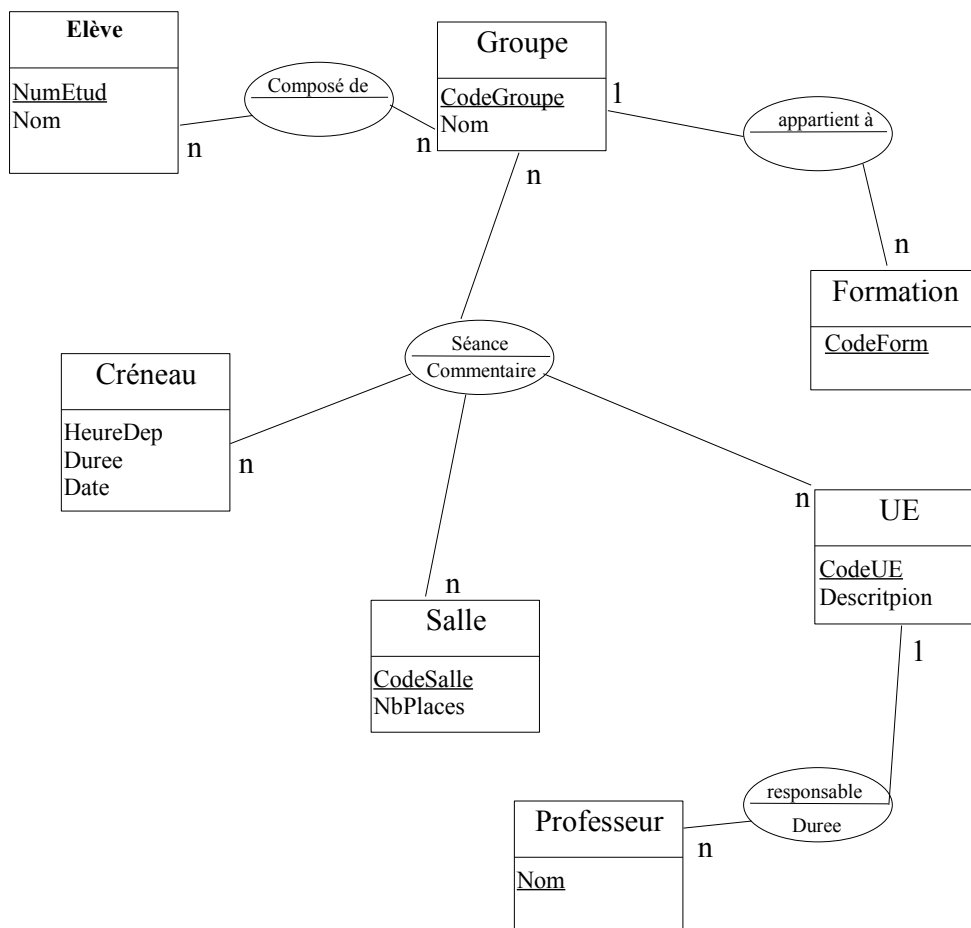 Elève
NumEtud
Nom
Composé de
n
n
Groupe
CodeGroupe
Nom
1
n
appartient à
n
Formation
CodeForm
Séance
Commentaire
Créneau
HeureDep
Duree
Date
n
n
Salle
CodeSalle
NbPlaces
n
UE
CodeUE
Descritpion
1
responsable
Duree
Professeur
Nom
n